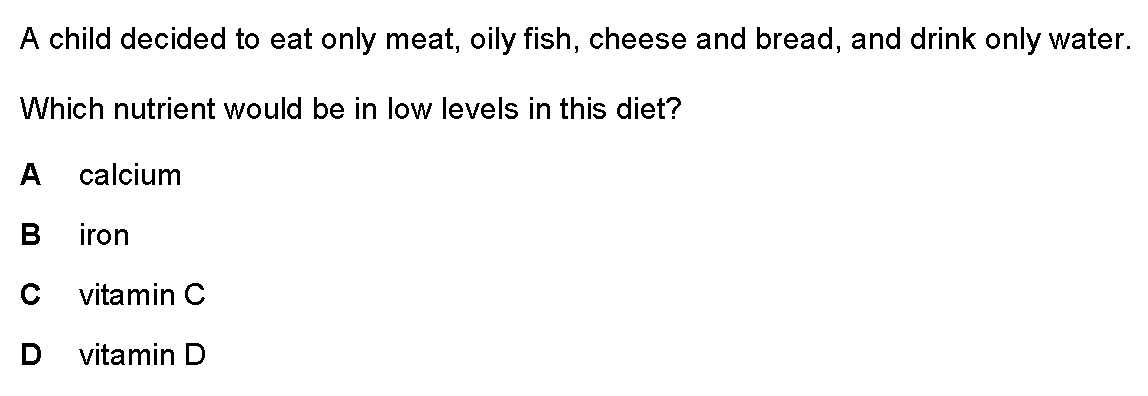 A child decided to eat only meat, oily fish, cheese and bread, and drink only water.
Which nutrient would be in low levels in this diet?
A calcium
B iron
C vitamin C
D vitamin D